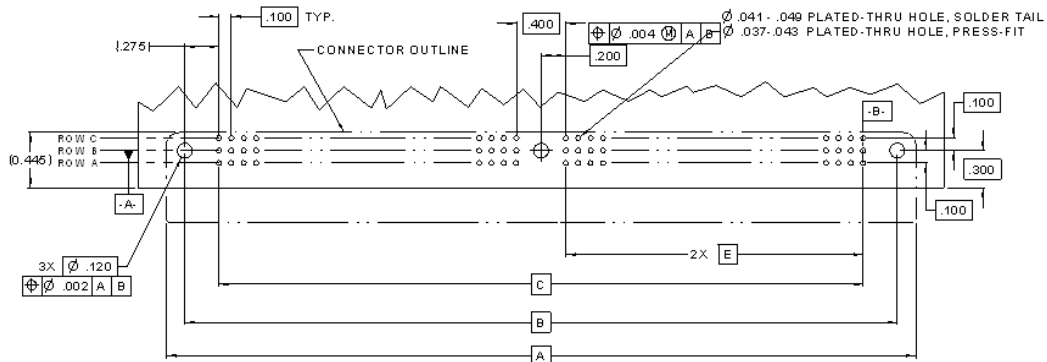 .100 TYP.
.400
Ø .041 - .049 PLATED-THRU HOLE, SOLDER TAIL
Ø .037-.043 PLATED-THRU HOLE, PRESS-FIT
⌖ Ø .004 Ⓜ A B
.275
CONNECTOR OUTLINE
.200
-B-
.100
ROW C
ROW B
ROW A
(0.445)
.300
-A-
.100
2X E
3X Ø .120
⌖ Ø .002 A B
C
B
A